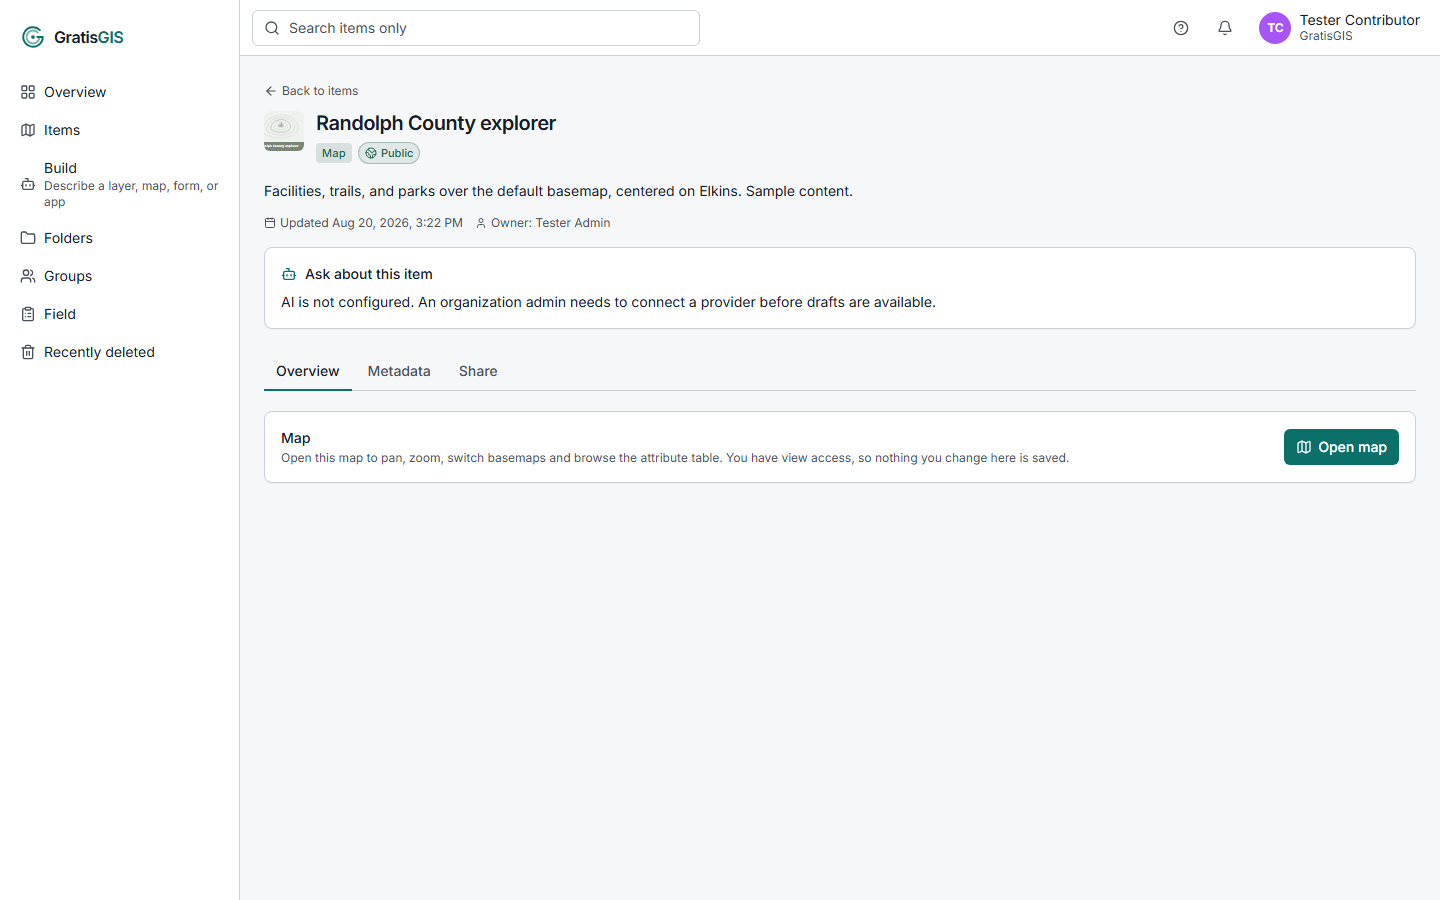 GratisGIS
Search items only
TC
Tester Contributor
GratisGIS
Overview
Items
Build
Describe a layer, map, form, or
app
Folders
Groups
Field
Recently deleted
Back to items
Randolph County explorer
Map
Public
Facilities, trails, and parks over the default basemap, centered on Elkins. Sample content.
Updated Aug 20, 2026, 3:22 PM
Owner: Tester Admin
Ask about this item
AI is not configured. An organization admin needs to connect a provider before drafts are available.
Overview
Metadata
Share
Map
Open this map to pan, zoom, switch basemaps and browse the attribute table. You have view access, so nothing you change here is saved.
Open map